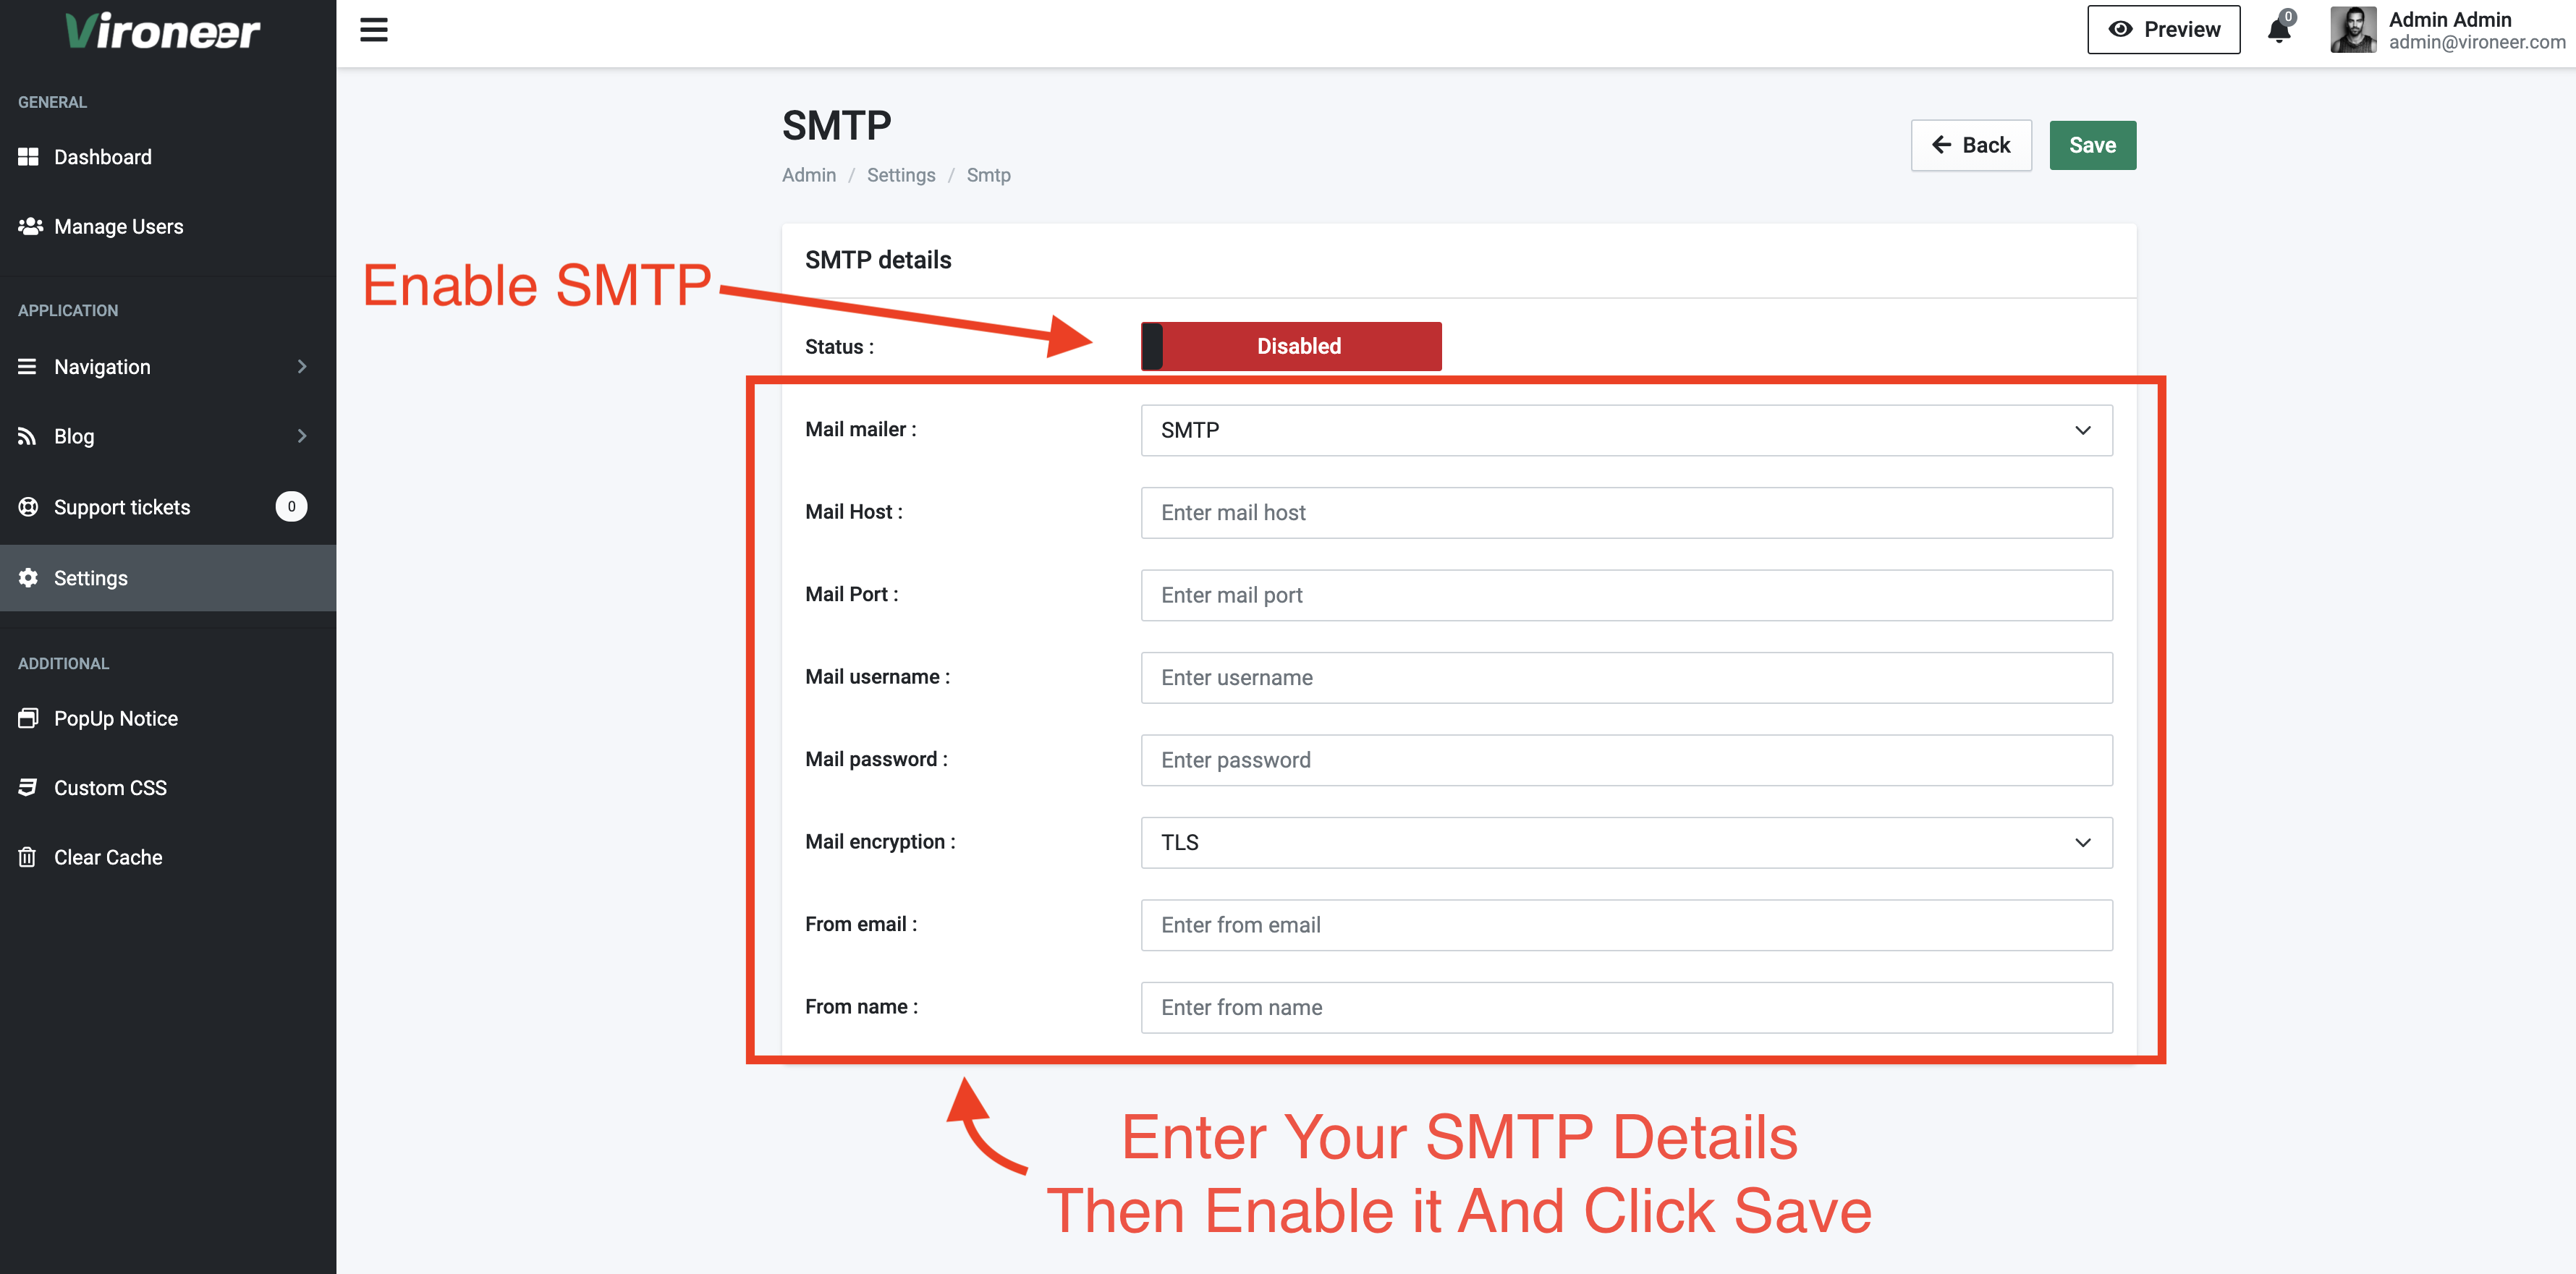 Vironeer
Preview
0
Admin Admin
admin@vironeer.com
GENERAL
Dashboard
Manage Users
APPLICATION
Navigation
Blog
Support tickets
0
Settings
ADDITIONAL
PopUp Notice
Custom CSS
Clear Cache
SMTP
Admin / Settings / Smtp
Back
Save
SMTP details
Enable SMTP
Status :
Disabled
Mail mailer :
SMTP
Mail Host :
Enter mail host
Mail Port :
Enter mail port
Mail username :
Enter username
Mail password :
Enter password
Mail encryption :
TLS
From email :
Enter from email
From name :
Enter from name
Enter Your SMTP Details
Then Enable it And Click Save